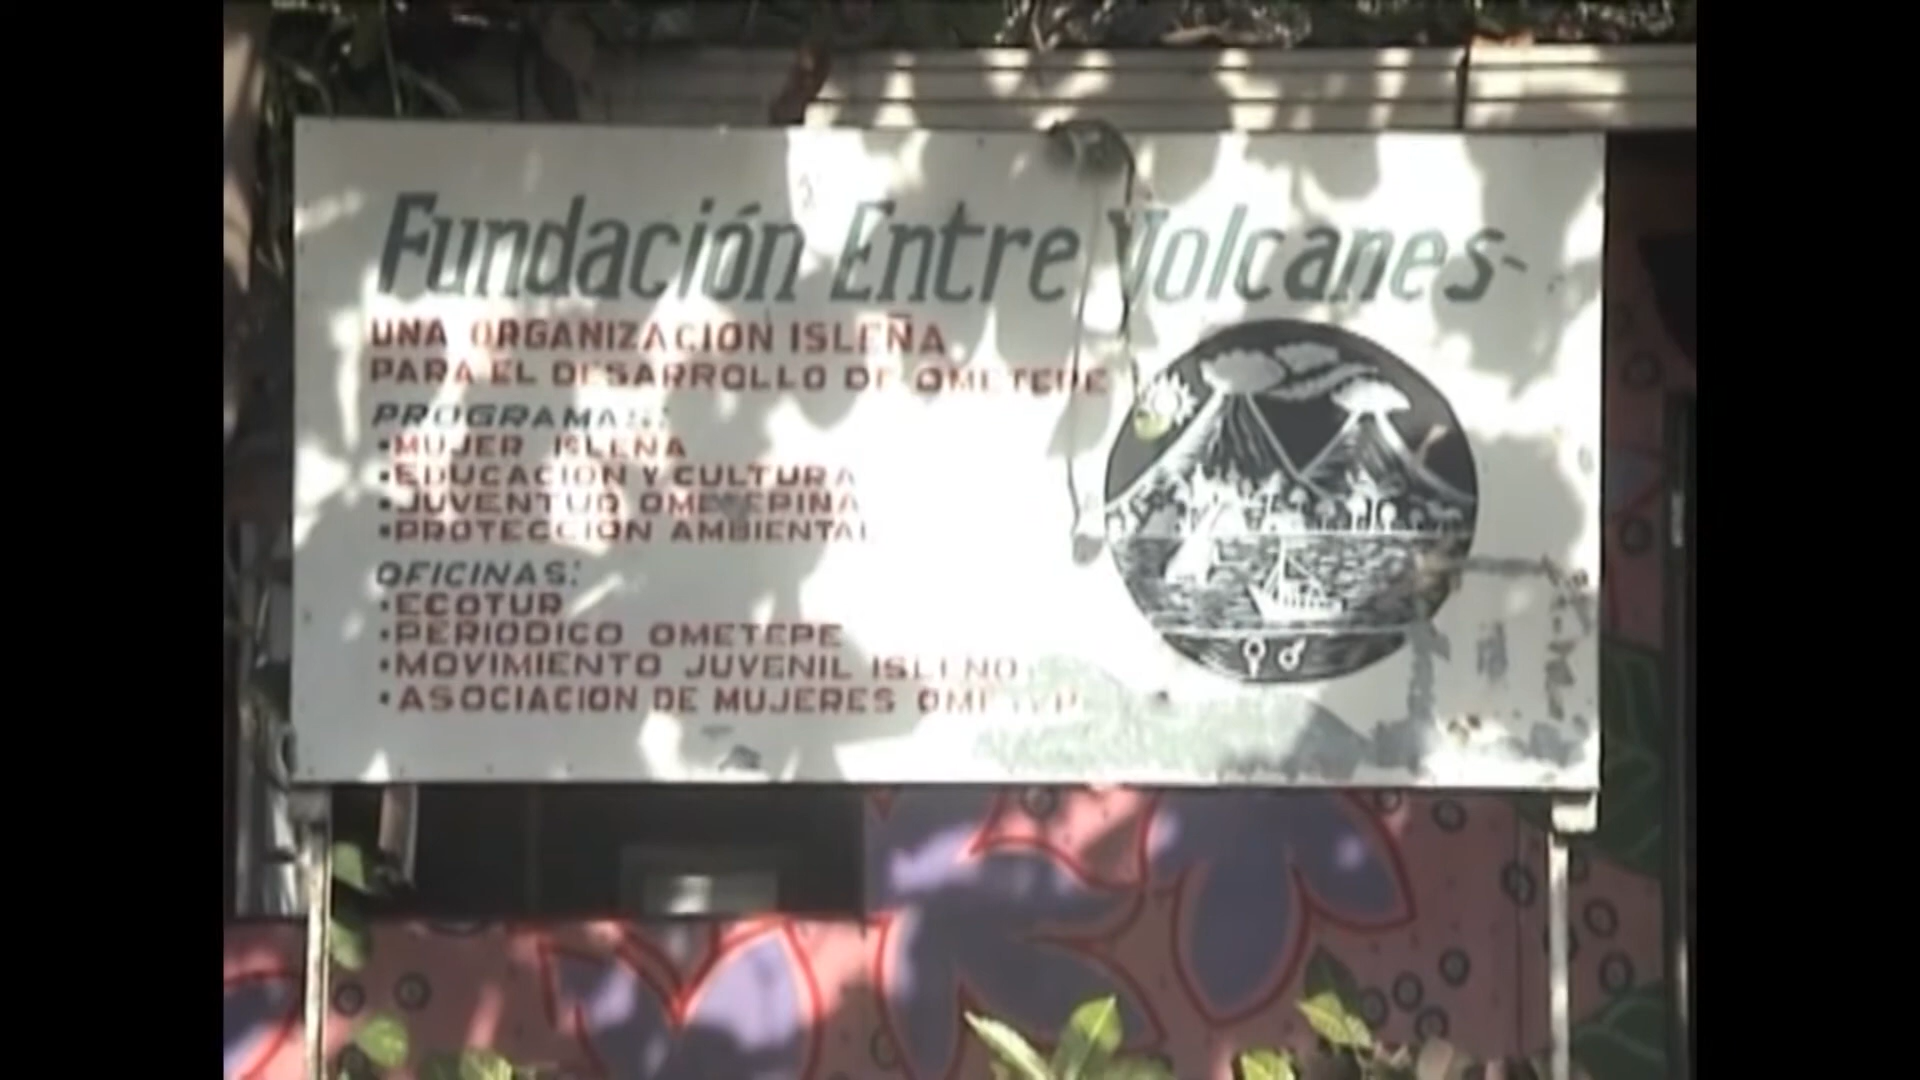 Fundación Entre Volcanes
UNA ORGANIZACION ISLEÑA
PARA EL DESARROLLO DE OMETEPE
PROGRAMAS:
•MUJER ISLEÑA
•EDUCACION Y CULTURA
•JUVENTUD OMETEPINA
•PROTECCION AMBIENTAL
OFICINAS:
•ECOTUR
•PERIODICO OMETEPE
•MOVIMIENTO JUVENIL ISLEÑO
•ASOCIACION DE MUJERES